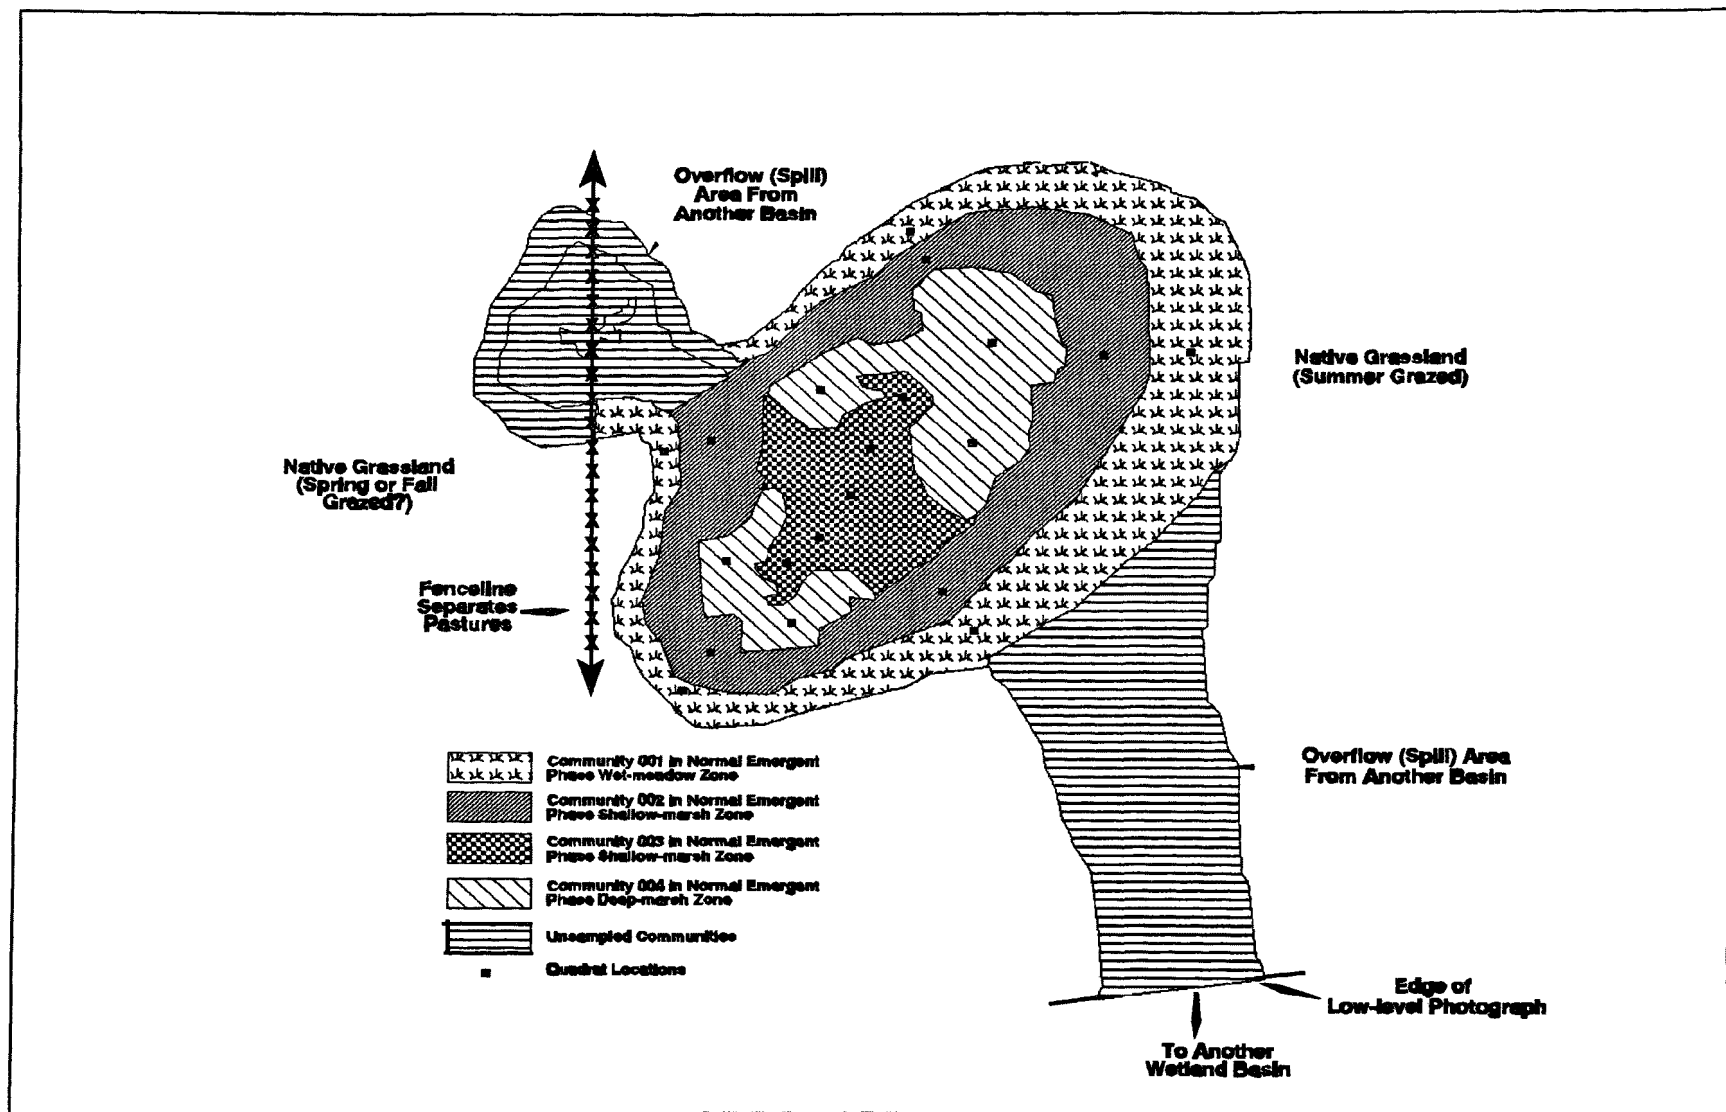 Overflow (Spill)
Area From
Another Basin
Native Grassland
(Summer Grazed)
Native Grassland
(Spring or Fall
Grazed?)
Fenceline
Separates
Pastures
Overflow (Spill) Area
From Another Basin
Community 001 in Normal Emergent
Phase Wet-meadow Zone
Community 002 in Normal Emergent
Phase Shallow-marsh Zone
Community 003 in Normal Emergent
Phase Shallow-marsh Zone
Community 004 in Normal Emergent
Phase Deep-marsh Zone
Unsampled Communities
Quadrat Locations
Edge of
Low-level Photograph
To Another
Wetland Basin